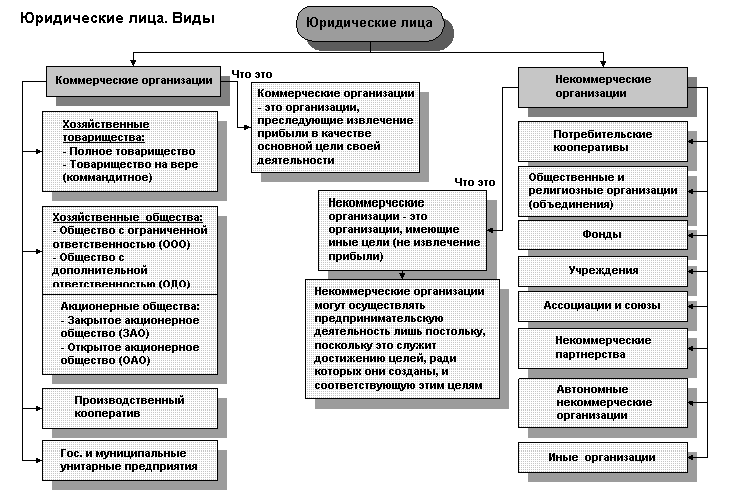 Юридические лица. Виды
Юридические лица
Коммерческие организации
Что это
Коммерческие организации
- это организации,
преследующие извлечение
прибыли в качестве
основной цели своей
деятельности
Некоммерческие
организации
Хозяйственные
товарищества:
- Полное товарищество
- Товарищество на вере
(коммандитное)
Хозяйственные общества:
- Общество с ограниченной
ответственностью (ООО)
- Общество с
дополнительной
ответственностью (ОДО)
Акционерные общества:
- Закрытое акционерное
общество (ЗАО)
- Открытое акционерное
общество (ОАО)
Производственный
кооператив
Гос. и муниципальные
унитарные предприятия
Что это
Некоммерческие
организации - это
организации, имеющие
иные цели (не извлечение
прибыли)
Некоммерческие организации
могут осуществлять
предпринимательскую
деятельность лишь постольку,
поскольку это служит
достижению целей, ради
которых они созданы, и
соответствующую этим целям
Потребительские
кооперативы
Общественные и
религиозные организации
(объединения)
Фонды
Учреждения
Ассоциации и союзы
Некоммерческие
партнерства
Автономные
некоммерческие
организации
Иные организации